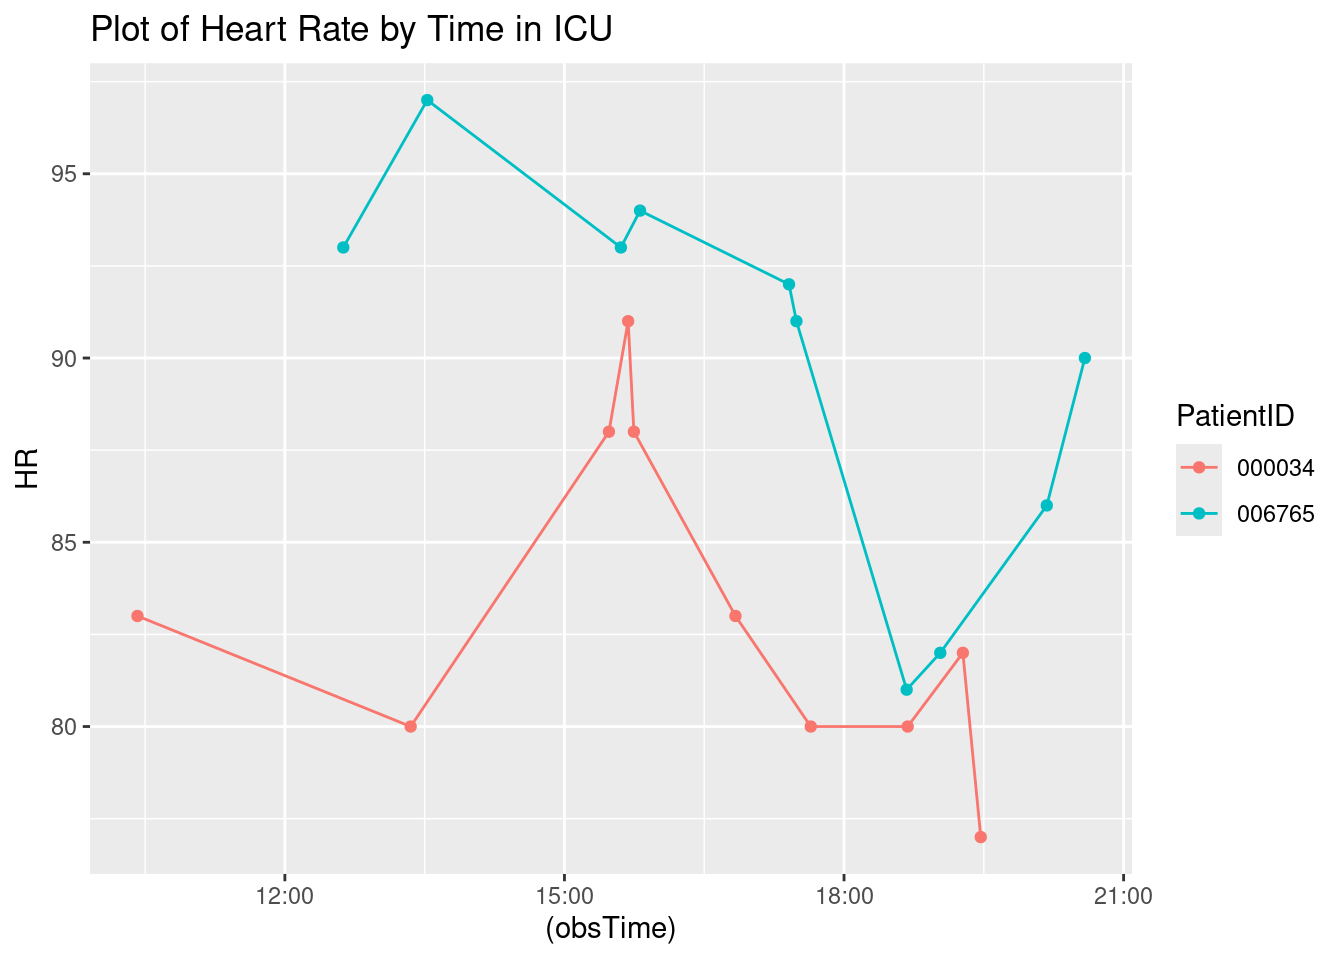 Plot of Heart Rate by Time in ICU
95
90
85
80
HR
12:00 15:00 18:00 21:00
(obsTime)
PatientID
000034
006765